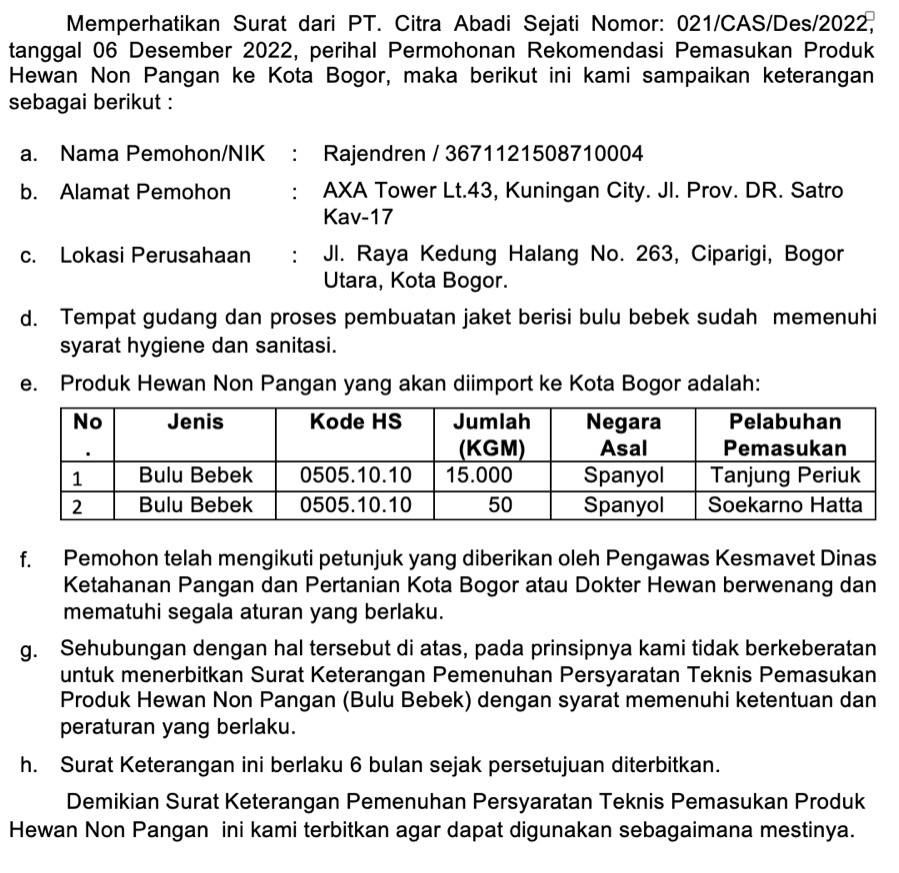 Memperhatikan Surat dari PT. Citra Abadi Sejati Nomor: 021/CAS/Des/2022,
tanggal 06 Desember 2022, perihal Permohonan Rekomendasi Pemasukan Produk
Hewan Non Pangan ke Kota Bogor, maka berikut ini kami sampaikan keterangan
sebagai berikut :
a. Nama Pemohon/NIK : Rajendren / 3671121508710004
b. Alamat Pemohon : AXA Tower Lt.43, Kuningan City. Jl. Prov. DR. Satro
Kav-17
c. Lokasi Perusahaan : Jl. Raya Kedung Halang No. 263, Ciparigi, Bogor
Utara, Kota Bogor.
d. Tempat gudang dan proses pembuatan jaket berisi bulu bebek sudah memenuhi
syarat hygiene dan sanitasi.
e. Produk Hewan Non Pangan yang akan diimport ke Kota Bogor adalah:
No Jenis Kode HS Jumlah Negara Pelabuhan
. (KGM) Asal Pemasukan
1 Bulu Bebek 0505.10.10 15.000 Spanyol Tanjung Periuk
2 Bulu Bebek 0505.10.10 50 Spanyol Soekarno Hatta
f. Pemohon telah mengikuti petunjuk yang diberikan oleh Pengawas Kesmavet Dinas
Ketahanan Pangan dan Pertanian Kota Bogor atau Dokter Hewan berwenang dan
mematuhi segala aturan yang berlaku.
g. Sehubungan dengan hal tersebut di atas, pada prinsipnya kami tidak berkeberatan
untuk menerbitkan Surat Keterangan Pemenuhan Persyaratan Teknis Pemasukan
Produk Hewan Non Pangan (Bulu Bebek) dengan syarat memenuhi ketentuan dan
peraturan yang berlaku.
h. Surat Keterangan ini berlaku 6 bulan sejak persetujuan diterbitkan.
Demikian Surat Keterangan Pemenuhan Persyaratan Teknis Pemasukan Produk
Hewan Non Pangan ini kami terbitkan agar dapat digunakan sebagaimana mestinya.